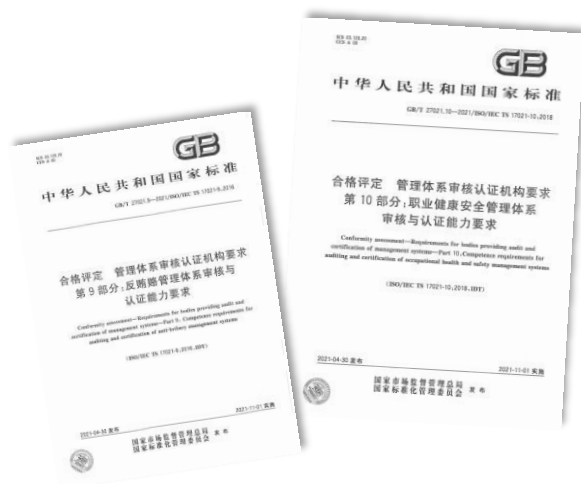 GB
中华人民共和国国家标准
GB/T 27021.9—2021/ISO/IEC TS 17021-9:2016
合格评定 管理体系审核认证机构要求
第9部分:反贿赂管理体系审核与
认证能力要求
Conformity assessment—Requirements for bodies providing audit and
certification of management systems—Part 9: Competence requirements for
auditing and certification of anti-bribery management systems
(ISO/IEC TS 17021-9:2016,IDT)
2021-04-30 发布
2021-11-01 实施
国家市场监督管理总局
国家标准化管理委员会
发布
GB
中华人民共和国国家标准
GB/T 27021.10—2021/ISO/IEC TS 17021-10:2018
合格评定 管理体系审核认证机构要求
第10部分:职业健康安全管理体系
审核与认证能力要求
Conformity assessment—Requirements for bodies providing audit and
certification of management systems—Part 10: Competence requirements for
auditing and certification of occupational health and safety management systems
(ISO/IEC TS 17021-10:2018,IDT)
2021-04-30 发布
2021-11-01 实施
国家市场监督管理总局
国家标准化管理委员会
发布